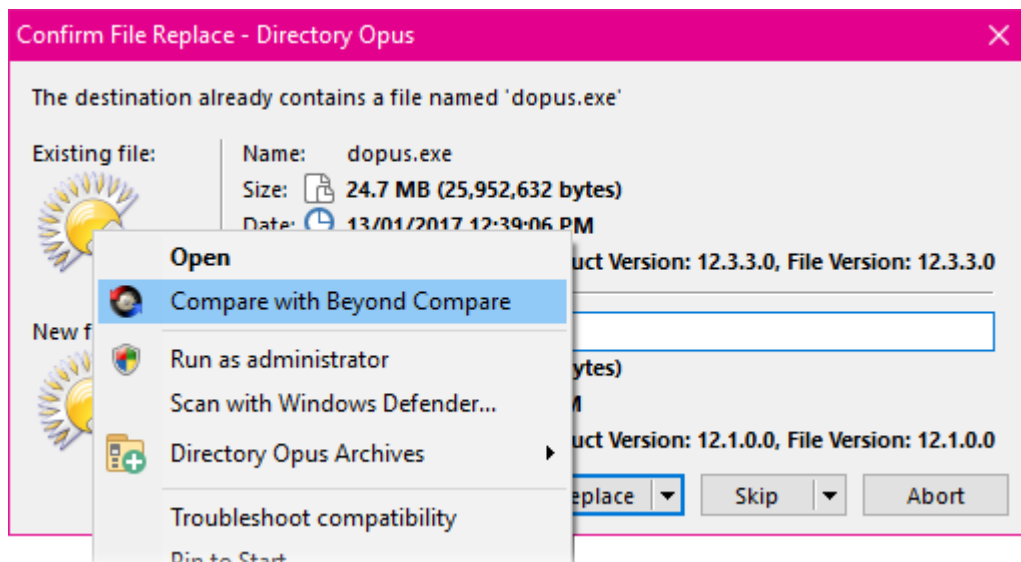 Confirm File Replace - Directory Opus
The destination already contains a file named 'dopus.exe'
Existing file:
Name: dopus.exe
Size: 24.7 MB (25,952,632 bytes)
Date: 13/01/2017 12:39:06 PM
uct Version: 12.3.3.0, File Version: 12.3.3.0
New f
ytes)
M
uct Version: 12.1.0.0, File Version: 12.1.0.0
Open
Compare with Beyond Compare
Run as administrator
Scan with Windows Defender...
Directory Opus Archives
Troubleshoot compatibility
Pin to Start
eplace
Skip
Abort